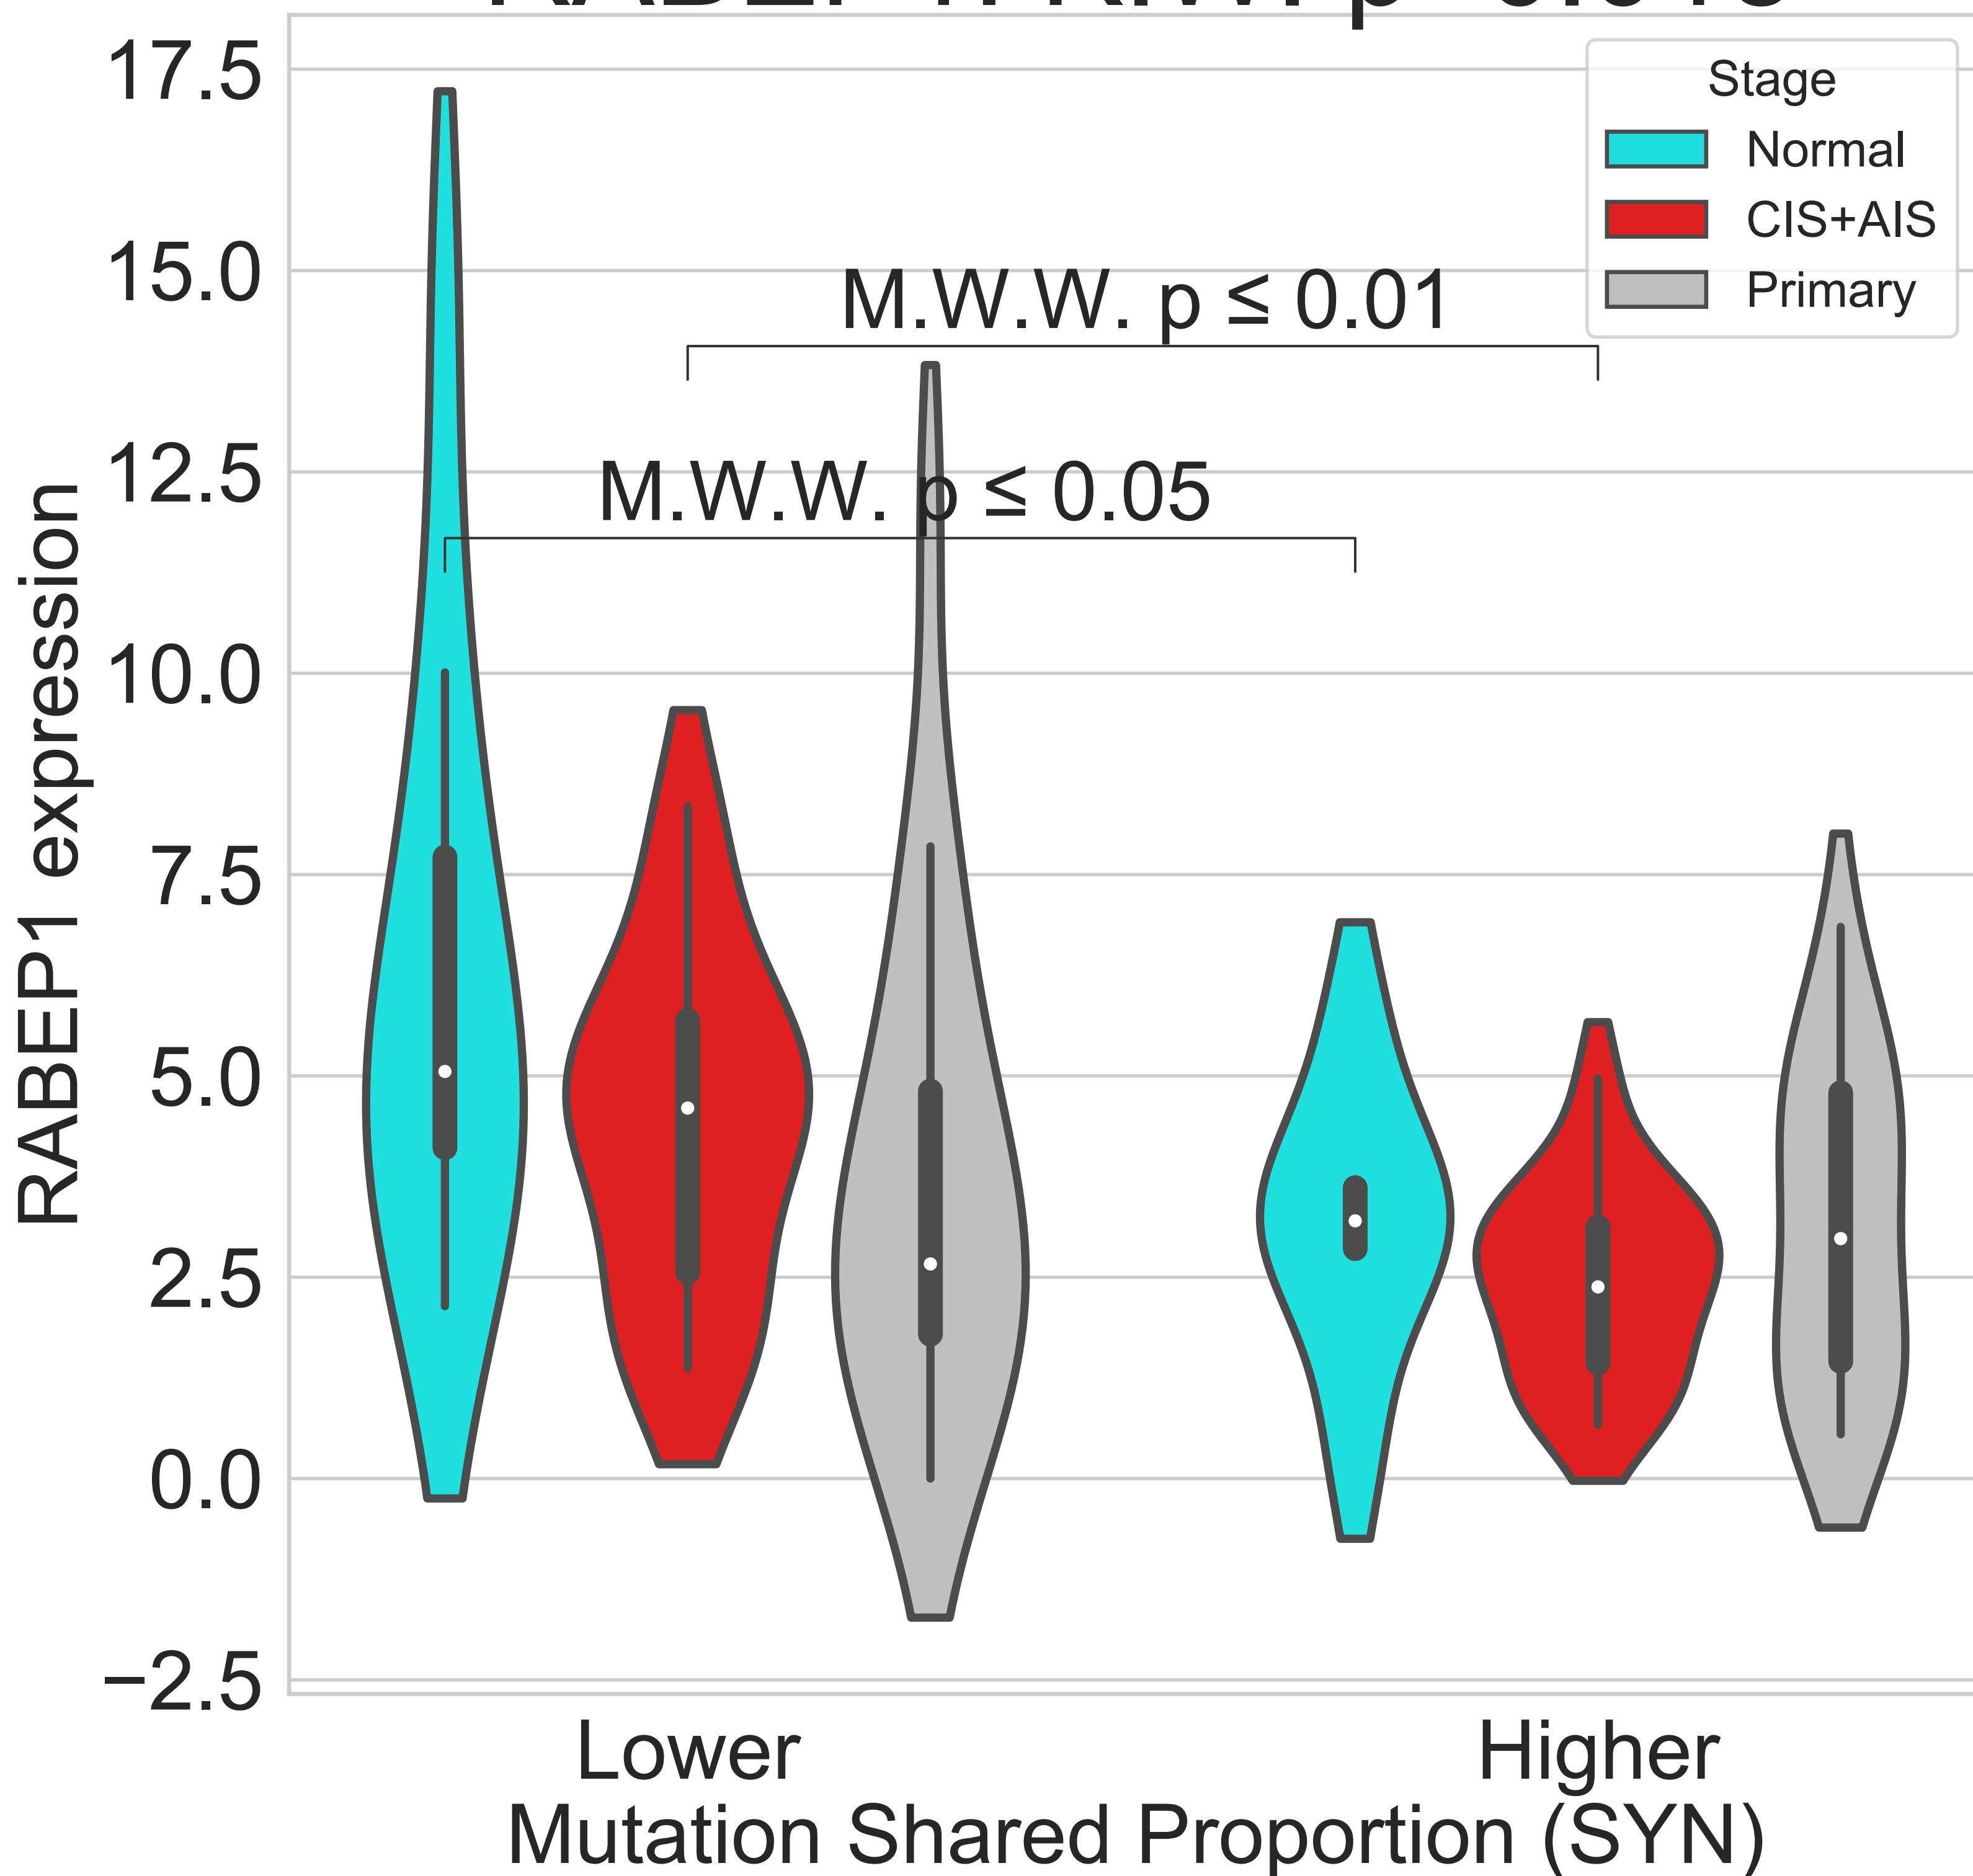 17.5
15.0
12.5
10.0
7.5
5.0
2.5
0.0
−2.5
RABEP1 expression
Stage
Normal
CIS+AIS
Primary
M.W.W. p ≤ 0.01
M.W.W. p ≤ 0.05
Lower Higher
Mutation Shared Proportion (SYN)